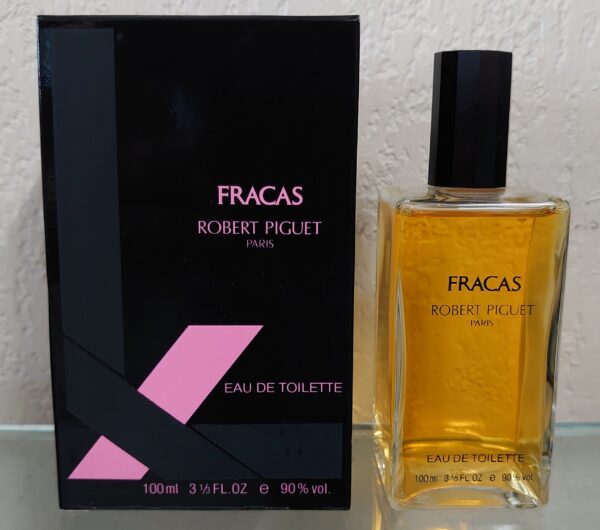 FRACAS
ROBERT PIGUET
PARIS
EAU DE TOILETTE
100ml 3 ⅓ FL.OZ e 90% vol.
FRACAS
ROBERT PIGUET
PARIS
EAU DE TOILETTE
100ml 3 ⅓ FL.OZ e 90% vol.